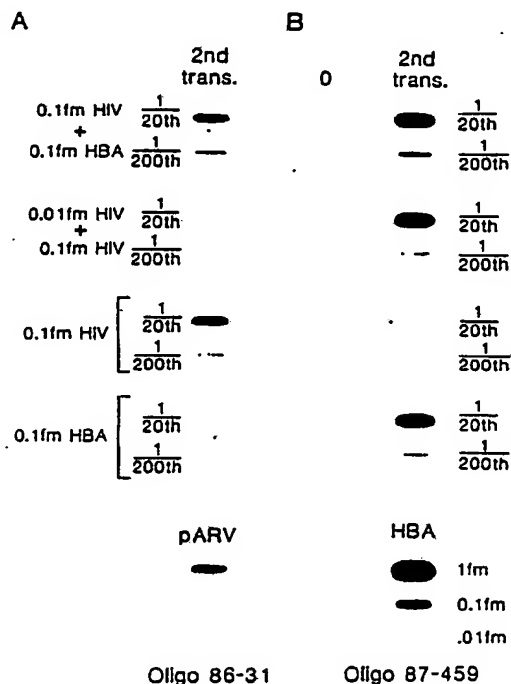 A
B
2nd
trans.
0
2nd
trans.
0.1fm HIV 1/20th
+
0.1fm HBA 1/200th
1/20th
1/200th
0.01fm HIV 1/20th
+
0.1fm HIV 1/200th
1/20th
1/200th
0.1fm HIV
1/20th
1/200th
1/20th
1/200th
0.1fm HBA
1/20th
1/200th
1/20th
1/200th
pARV
HBA
1fm
0.1fm
.01fm
Oligo 86-31
Oligo 87-459